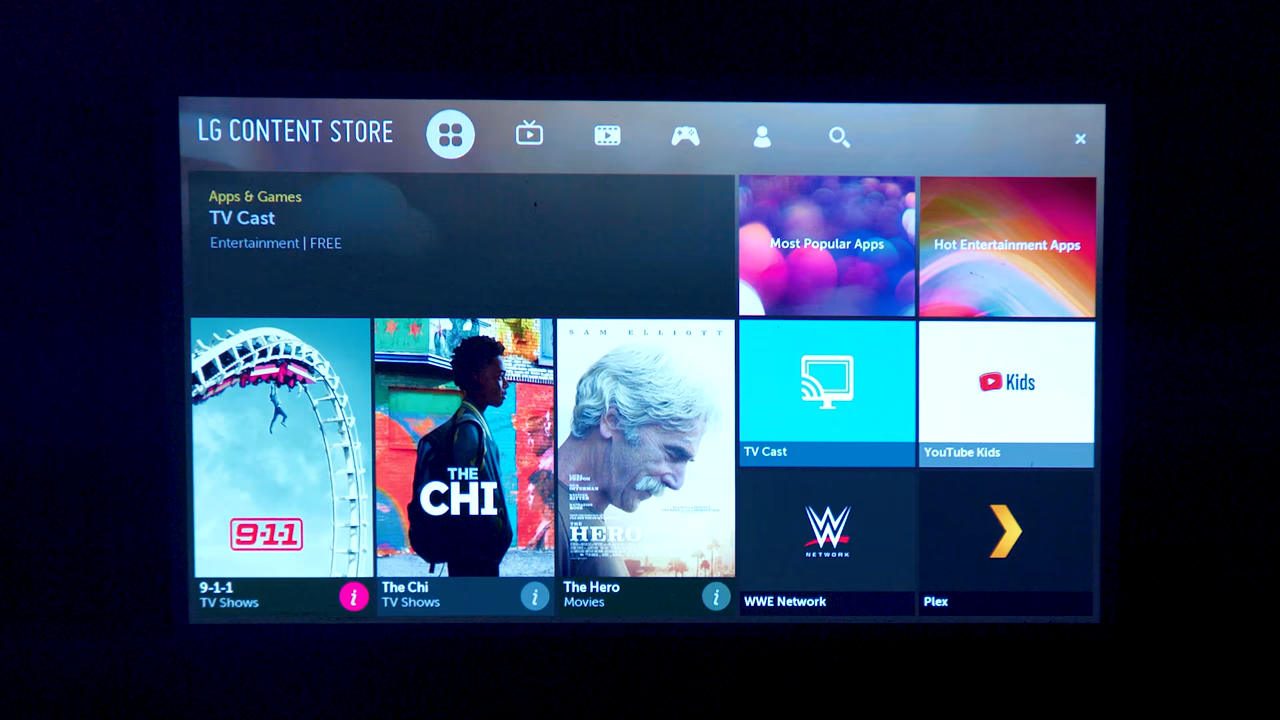 LG CONTENT STORE
Apps & Games
TV Cast
Entertainment | FREE
Most Popular Apps
Hot Entertainment Apps
9-1-1
THE
CHI
SAM ELLIOTT
THE
HERO
Kids
TV Cast
YouTube Kids
W
NETWORK
9-1-1
TV Shows
i
The Chi
TV Shows
i
The Hero
Movies
i
WWE Network
Plex